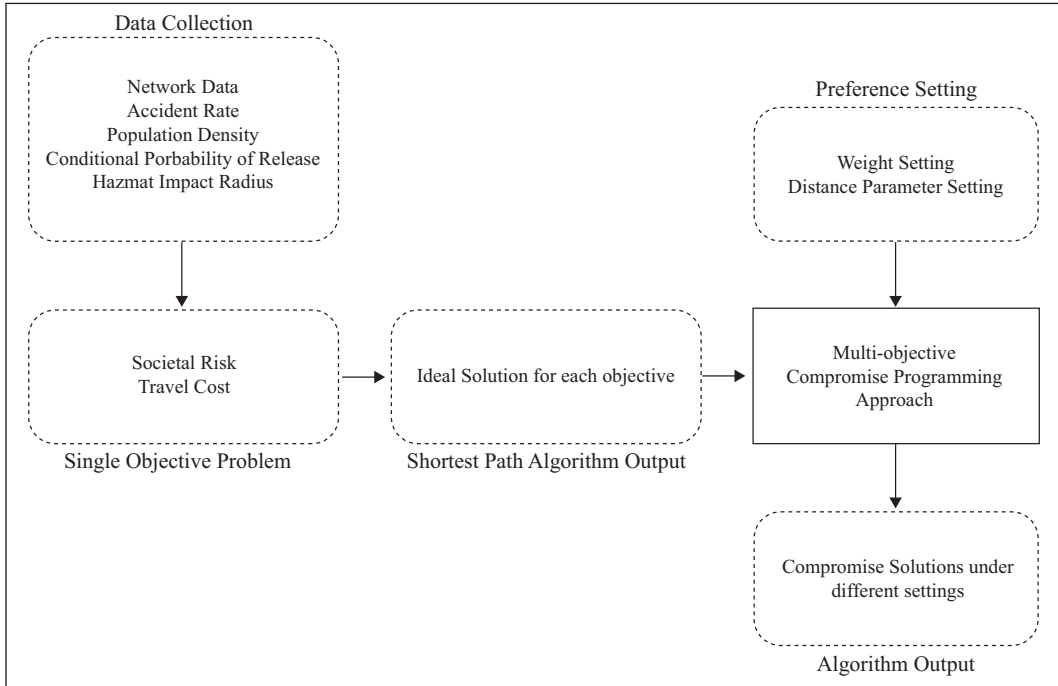 Data Collection
Network Data
Accident Rate
Population Density
Conditional Porbability of Release
Hazmat Impact Radius
Preference Setting
Weight Setting
Distance Parameter Setting
Societal Risk
Travel Cost
Single Objective Problem
Ideal Solution for each objective
Shortest Path Algorithm Output
Multi-objective
Compromise Programming
Approach
Compromise Solutions under
different settings
Algorithm Output